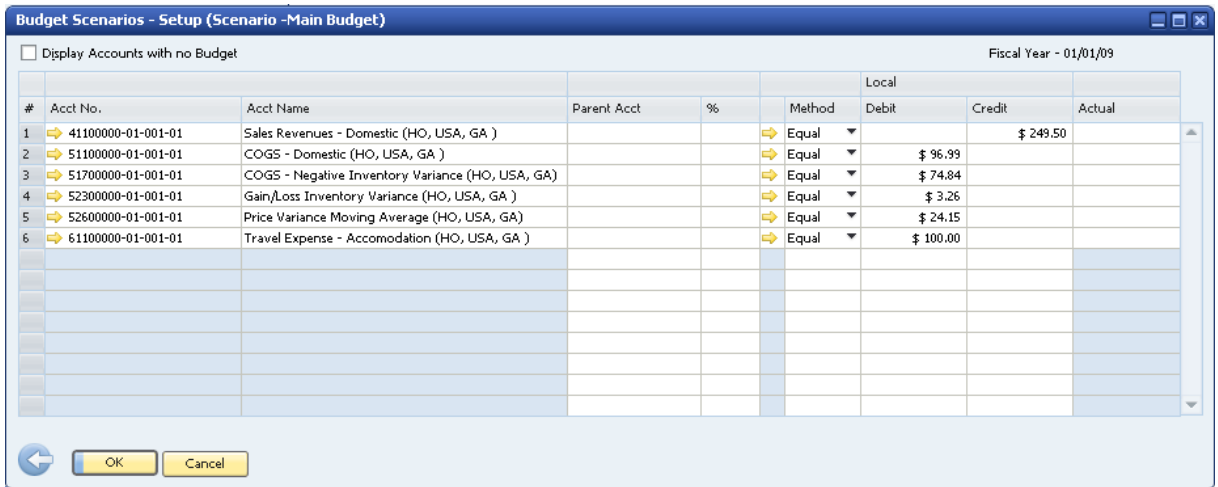 Budget Scenarios - Setup (Scenario -Main Budget)
Display Accounts with no Budget Fiscal Year - 01/01/09
Local
# Acct No. Acct Name Parent Acct % Method Debit Credit Actual
1 41100000-01-001-01 Sales Revenues - Domestic (HO, USA, GA ) Equal $ 249.50
2 51100000-01-001-01 COGS - Domestic (HO, USA, GA ) Equal $ 96.99
3 51700000-01-001-01 COGS - Negative Inventory Variance (HO, USA, GA) Equal $ 74.84
4 52300000-01-001-01 Gain/Loss Inventory Variance (HO, USA, GA ) Equal $ 3.26
5 52600000-01-001-01 Price Variance Moving Average (HO, USA, GA) Equal $ 24.15
6 61100000-01-001-01 Travel Expense - Accomodation (HO, USA, GA ) Equal $ 100.00
OK Cancel